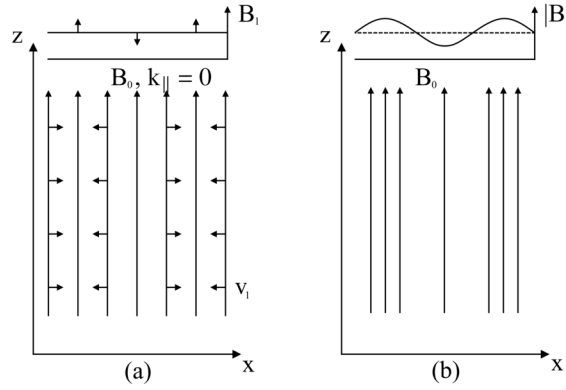 B₁
z
B₀, k∥ = 0
v₁
x
(a)
|B
z
B₀
x
(b)